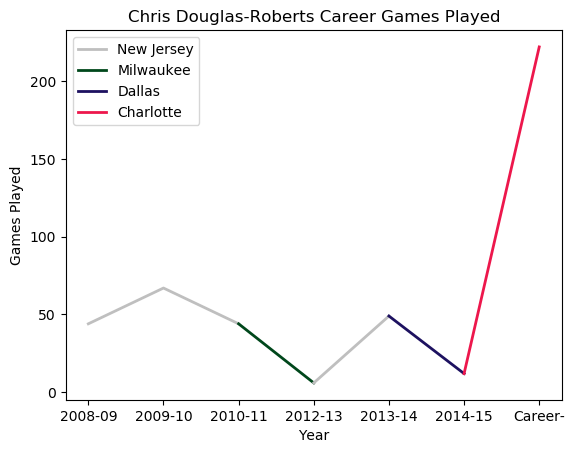 Chris Douglas-Roberts Career Games Played
New Jersey
Milwaukee
Dallas
Charlotte
Games Played
200
150
100
50
0
2008-09 2009-10 2010-11 2012-13 2013-14 2014-15 Career-
Year